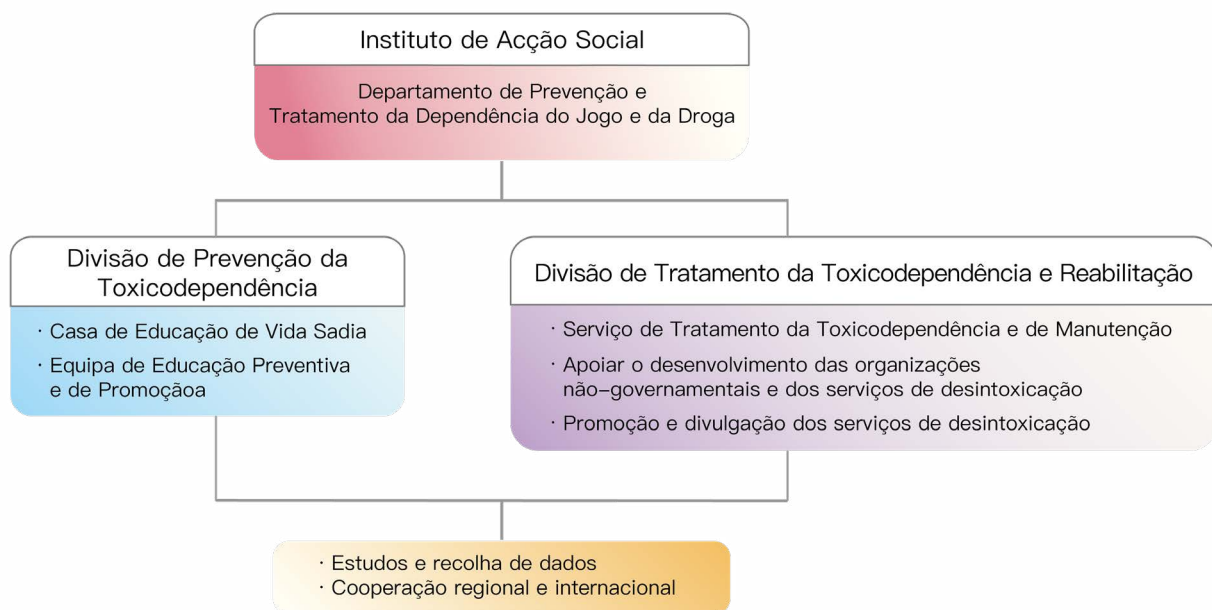 Instituto de Acção Social
Departamento de Prevenção e
Tratamento da Dependência do Jogo e da Droga
Divisão de Prevenção da
Toxicodependência
· Casa de Educação de Vida Sadia
· Equipa de Educação Preventiva
e de Promoçãoa
Divisão de Tratamento da Toxicodependência e Reabilitação
· Serviço de Tratamento da Toxicodependência e de Manutenção
· Apoiar o desenvolvimento das organizações
não-governamentais e dos serviços de desintoxicação
· Promoção e divulgação dos serviços de desintoxicação
· Estudos e recolha de dados
· Cooperação regional e internacional